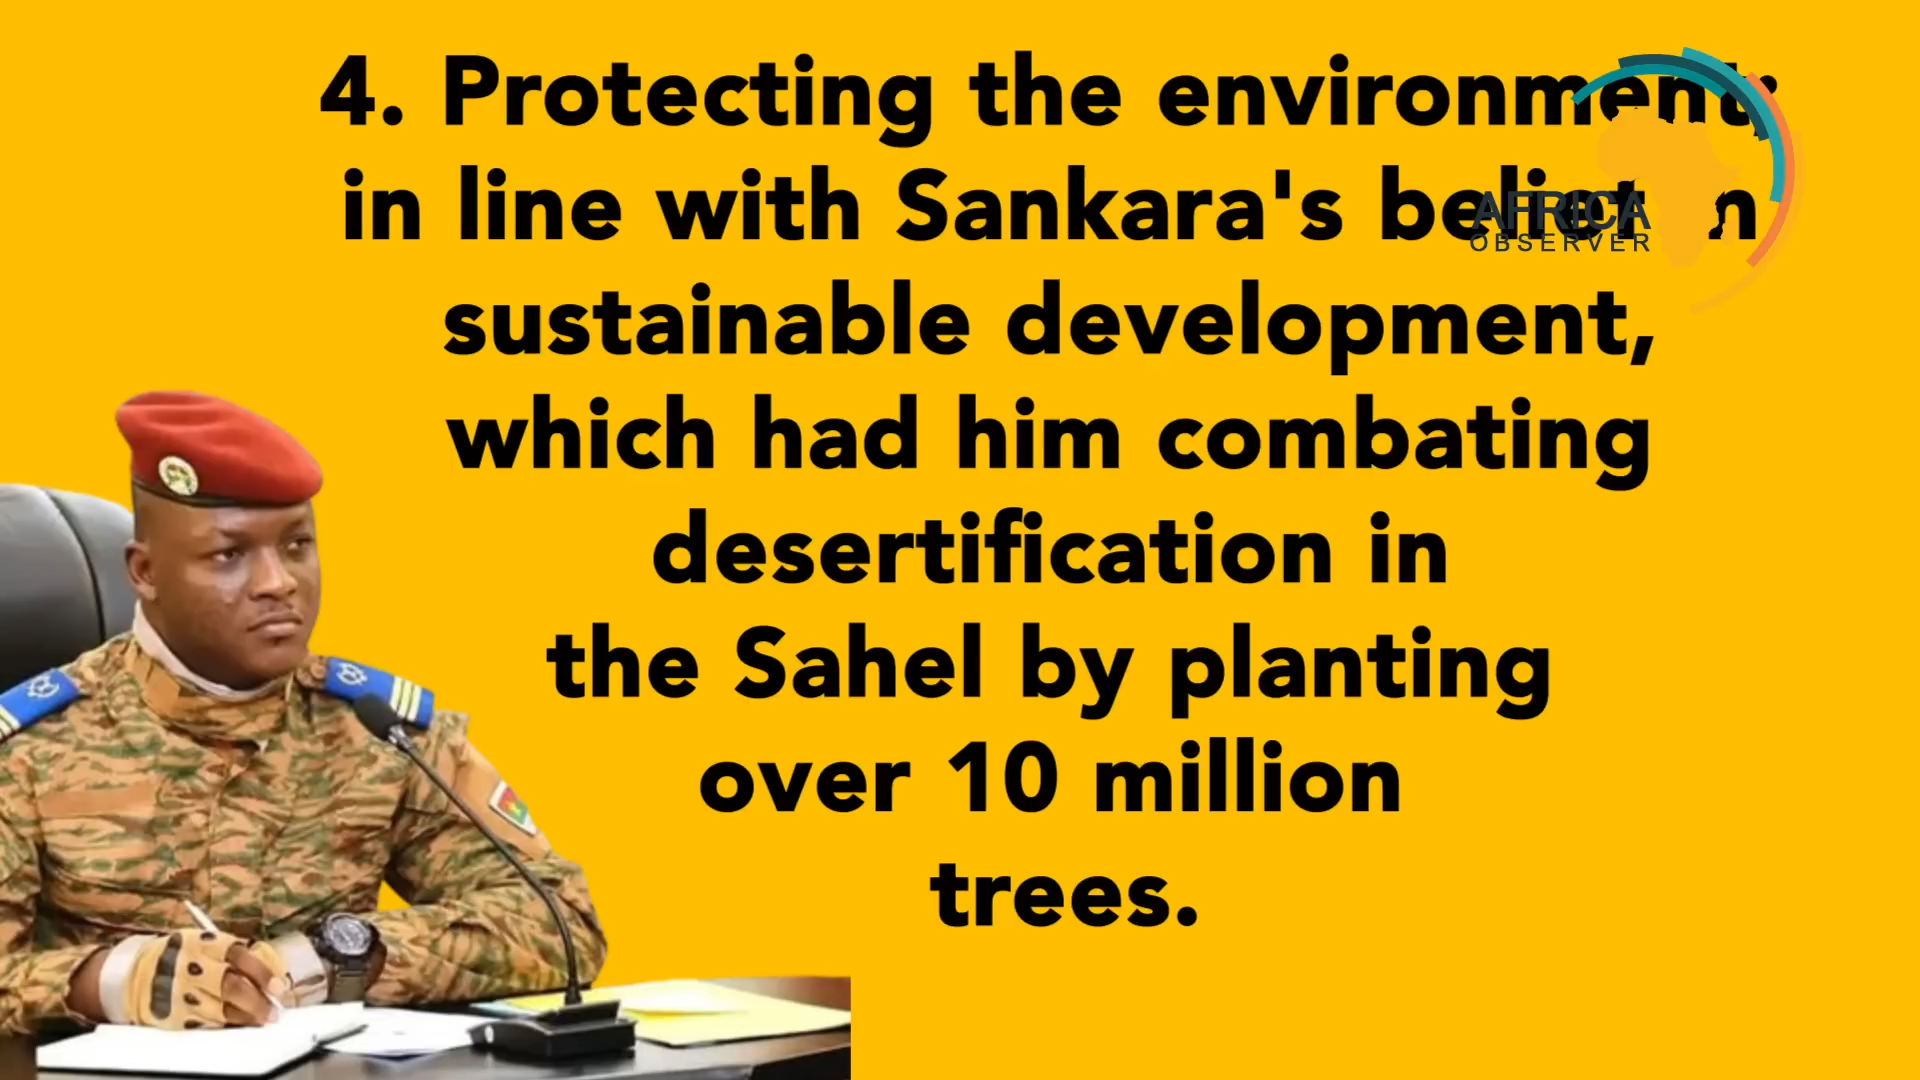 4. Protecting the environment;
in line with Sankara's belief in
sustainable development,
which had him combating
desertification in
the Sahel by planting
over 10 million
trees.
AFRICA
OBSERVER